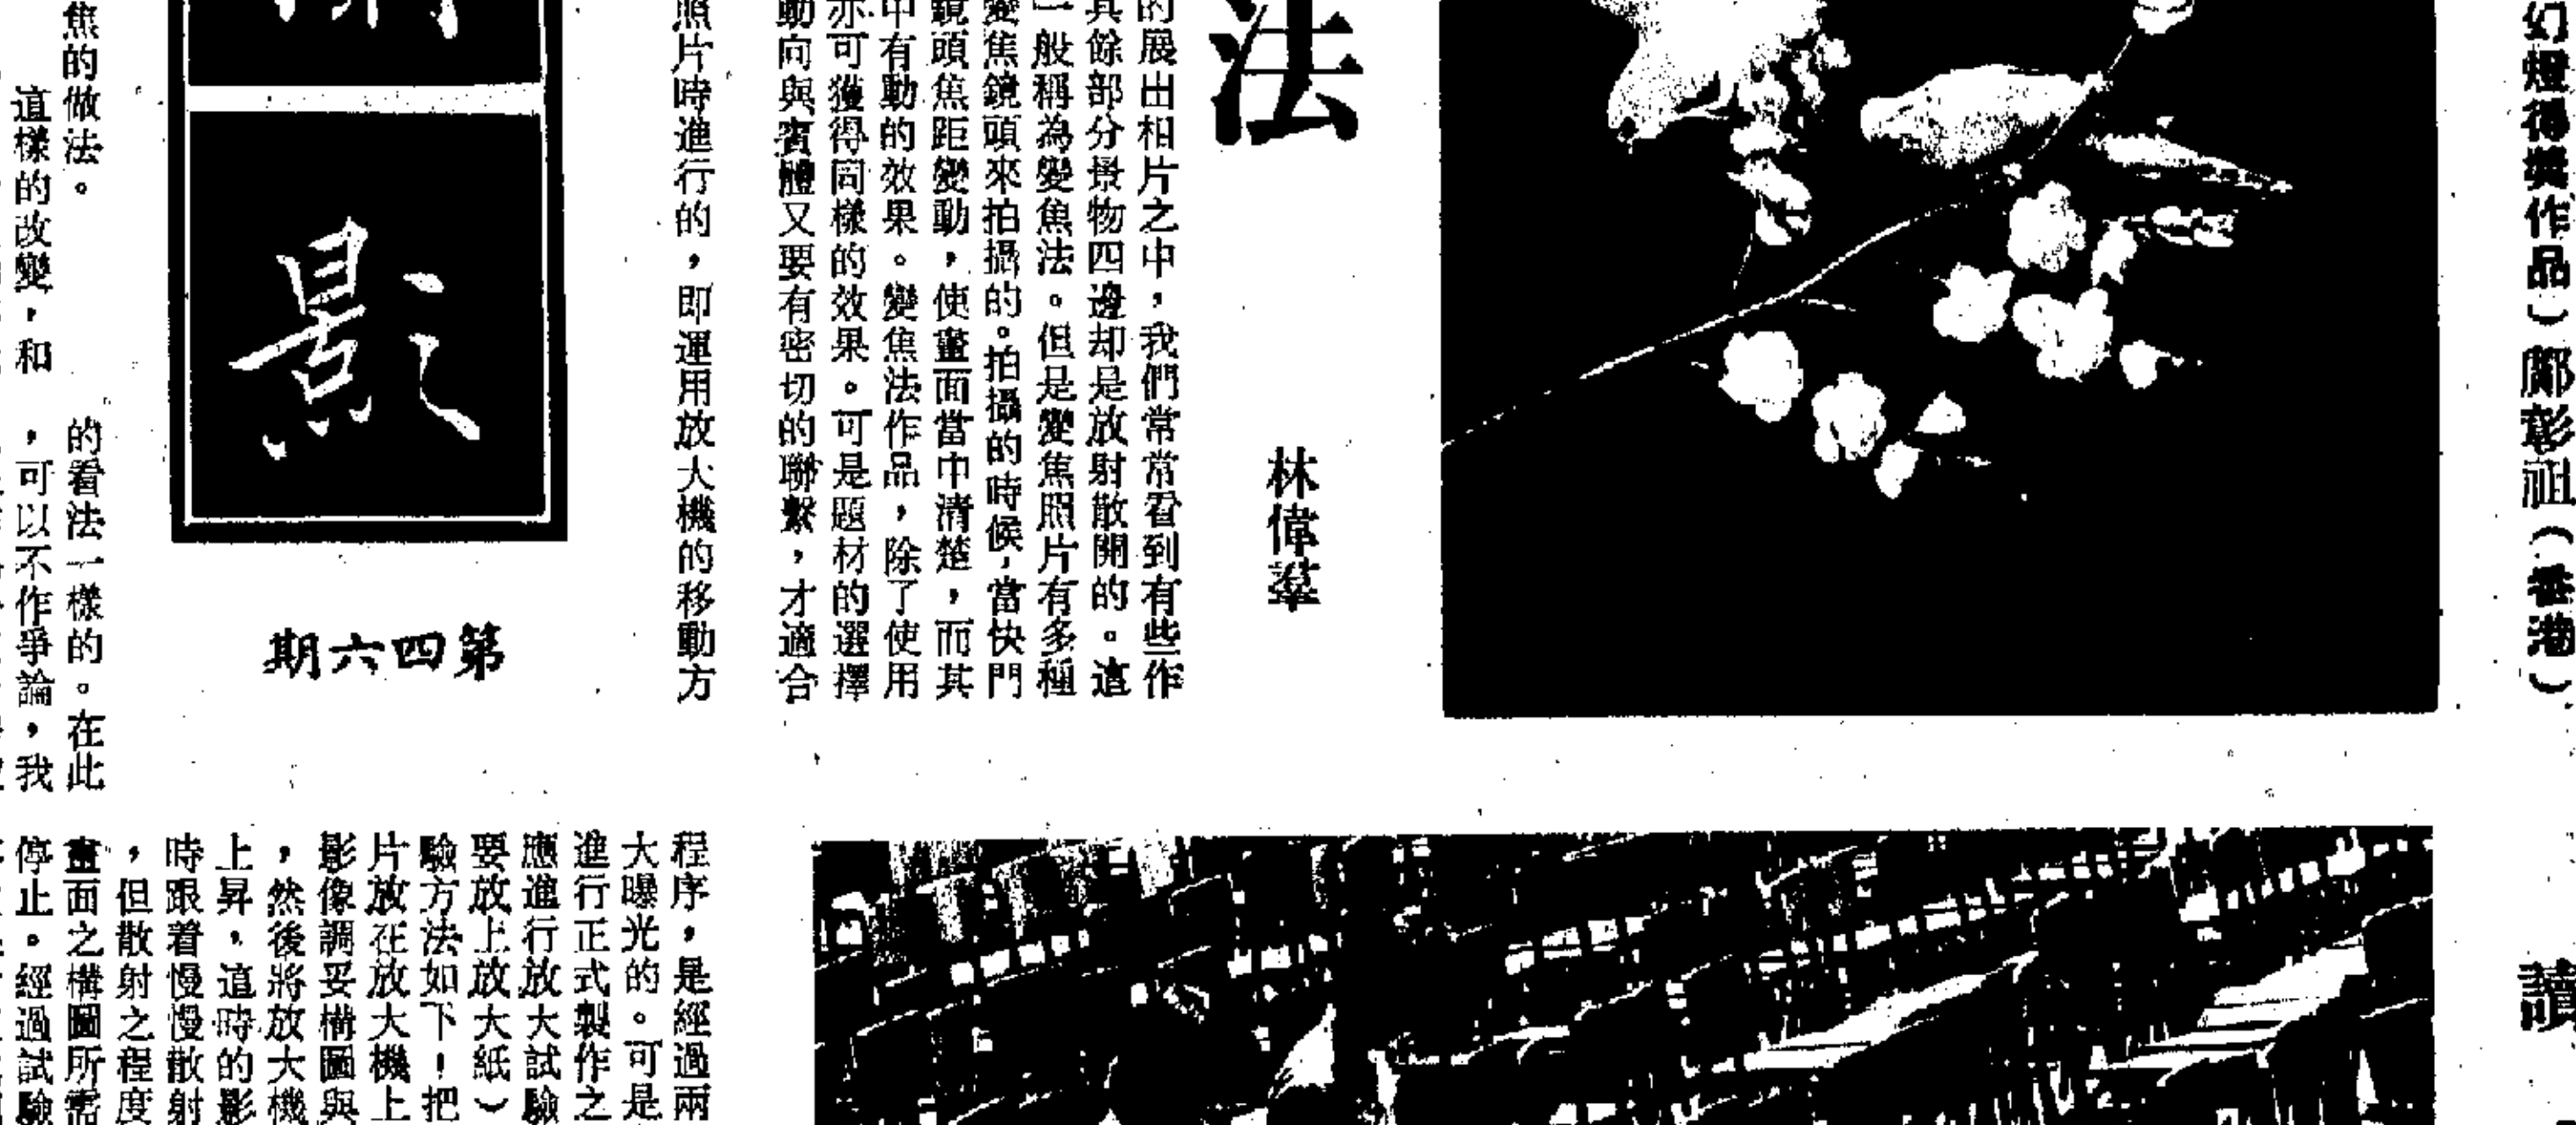 幻燈得獎作品)鄺彰祖(香港)
讀
法
林偉羣
的展出相片之中，我們常常看到有些作
其餘部分景物四邊却是放射散開的。這
一般稱為變焦法。但是變焦照片有多種
變焦鏡頭來拍攝的。拍攝的時候，當快門
鏡頭焦距變動，使畫面當中清楚，而其
中有動的效果。變焦法作品，除了使用
亦可獲得同樣的效果。可是題材的選擇
動向與賓體又要有密切的聯繫，才適合
照片時進行的，即運用放大機的移動方
影
第四六期
焦的做法。
這樣的改變，和
的看法一樣的。在此
，可以不作爭論，我
程序，是經過兩
大曝光的。可是
進行正式製作之
應進行放大試驗
要放上放大紙)
驗方法如下！把
片放在放大機上
影像調妥構圖與
，然後將放大機
上昇，這時的影
時跟着慢慢散射
，但散射之程度
畫面之構圖所需
停止。經過試驗